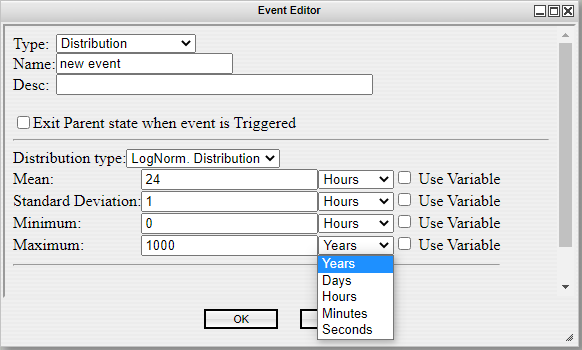 Event Editor
Type: Distribution
Name: new event
Desc:
Exit Parent state when event is Triggered
Distribution type: LogNorm. Distribution
Mean: 24 Hours Use Variable
Standard Deviation: 1 Hours Use Variable
Minimum: 0 Hours Use Variable
Maximum: 1000 Years Use Variable
Years
Days
Hours
Minutes
Seconds
OK